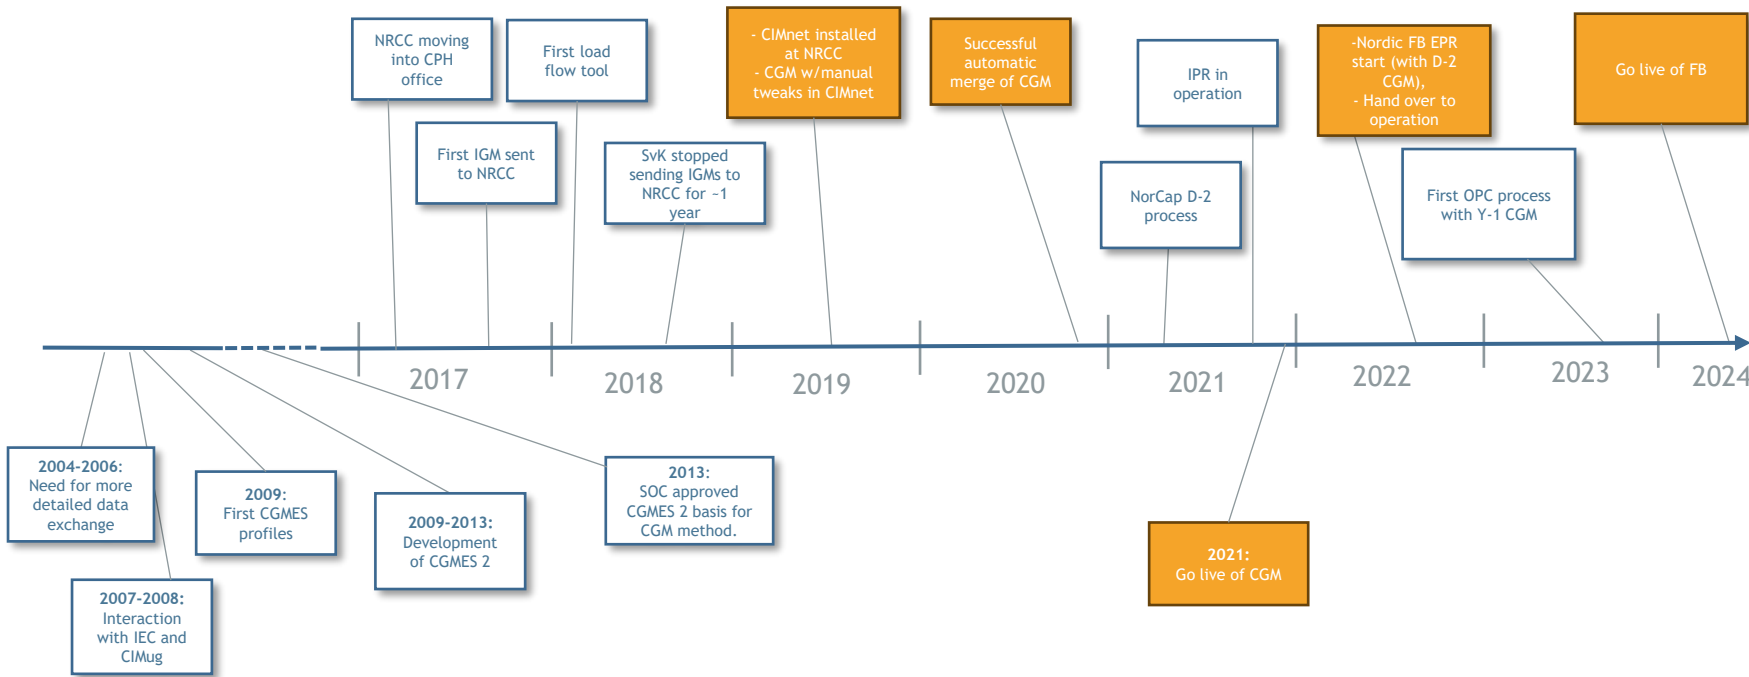 NRCC moving
into CPH
office
First load
flow tool
- CIMnet installed
at NRCC
- CGM w/manual
tweaks in CIMnet
Successful
automatic
merge of CGM
IPR in
operation
-Nordic FB EPR
start (with D-2
CGM),
- Hand over to
operation
Go live of FB
First IGM sent
to NRCC
SvK stopped
sending IGMs to
NRCC for ~1
year
NorCap D-2
process
First OPC process
with Y-1 CGM
2017
2018
2019
2020
2021
2022
2023
2024
2004-2006:
Need for more
detailed data
exchange
2007-2008:
Interaction
with IEC and
CIMug
2009:
First CGMES
profiles
2009-2013:
Development
of CGMES 2
2013:
SOC approved
CGMES 2 basis for
CGM method.
2021:
Go live of CGM